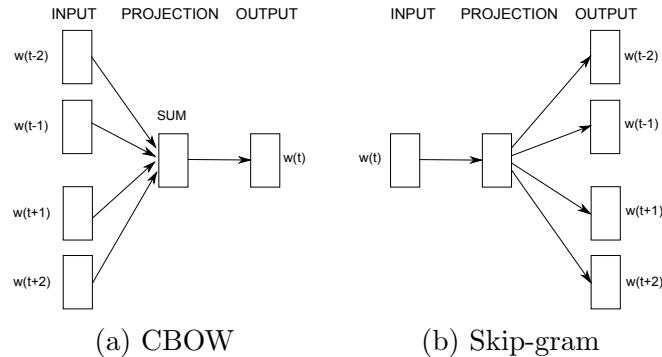 INPUT PROJECTION OUTPUT
w(t-2)
w(t-1)
SUM
w(t)
w(t+1)
w(t+2)
(a) CBOW
INPUT PROJECTION OUTPUT
w(t-2)
w(t-1)
w(t)
w(t+1)
w(t+2)
(b) Skip-gram